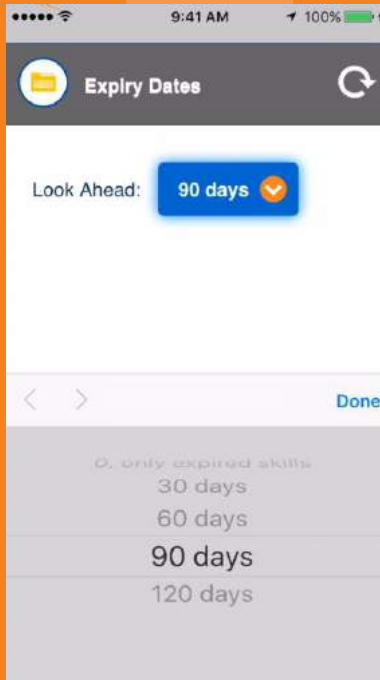 9:41 AM
100%
Expiry Dates
Look Ahead:
90 days
Done
0, only expired skills
30 days
60 days
90 days
120 days